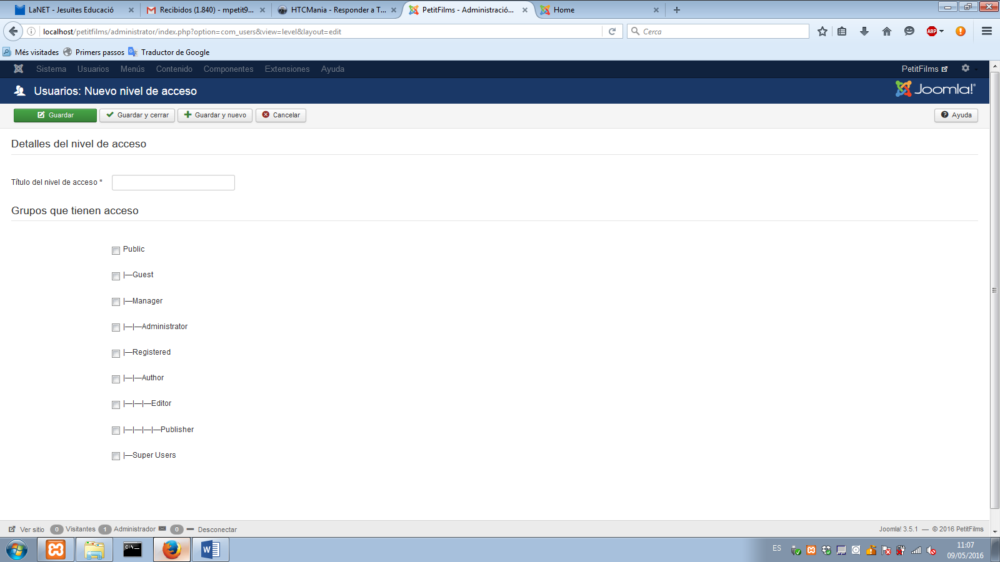 LaNET - Jesuïtes Educació
Recibidos (1.840) - mpetit9...
HTCMania - Responder a T...
PetitFilms - Administració...
Home
localhost/petitfilms/administrator/index.php?option=com_users&view=level&layout=edit
Cerca
ABP
Més visitades
Primers passos
Traductor de Google
Sistema
Usuarios
Menús
Contenido
Componentes
Extensiones
Ayuda
PetitFilms
Usuarios: Nuevo nivel de acceso
Joomla!
Guardar
Guardar y cerrar
Guardar y nuevo
Cancelar
Ayuda
Detalles del nivel de acceso
Título del nivel de acceso *
Grupos que tienen acceso
Public
|—Guest
|—Manager
|—|—Administrator
|—Registered
|—|—Author
|—|—|—Editor
|—|—|—|—Publisher
|—Super Users
Ver sitio
0 Visitantes
1 Administrador
0
Desconectar
Joomla! 3.5.1 — © 2016 PetitFilms
C:\_
W
ES
11:07
09/05/2016